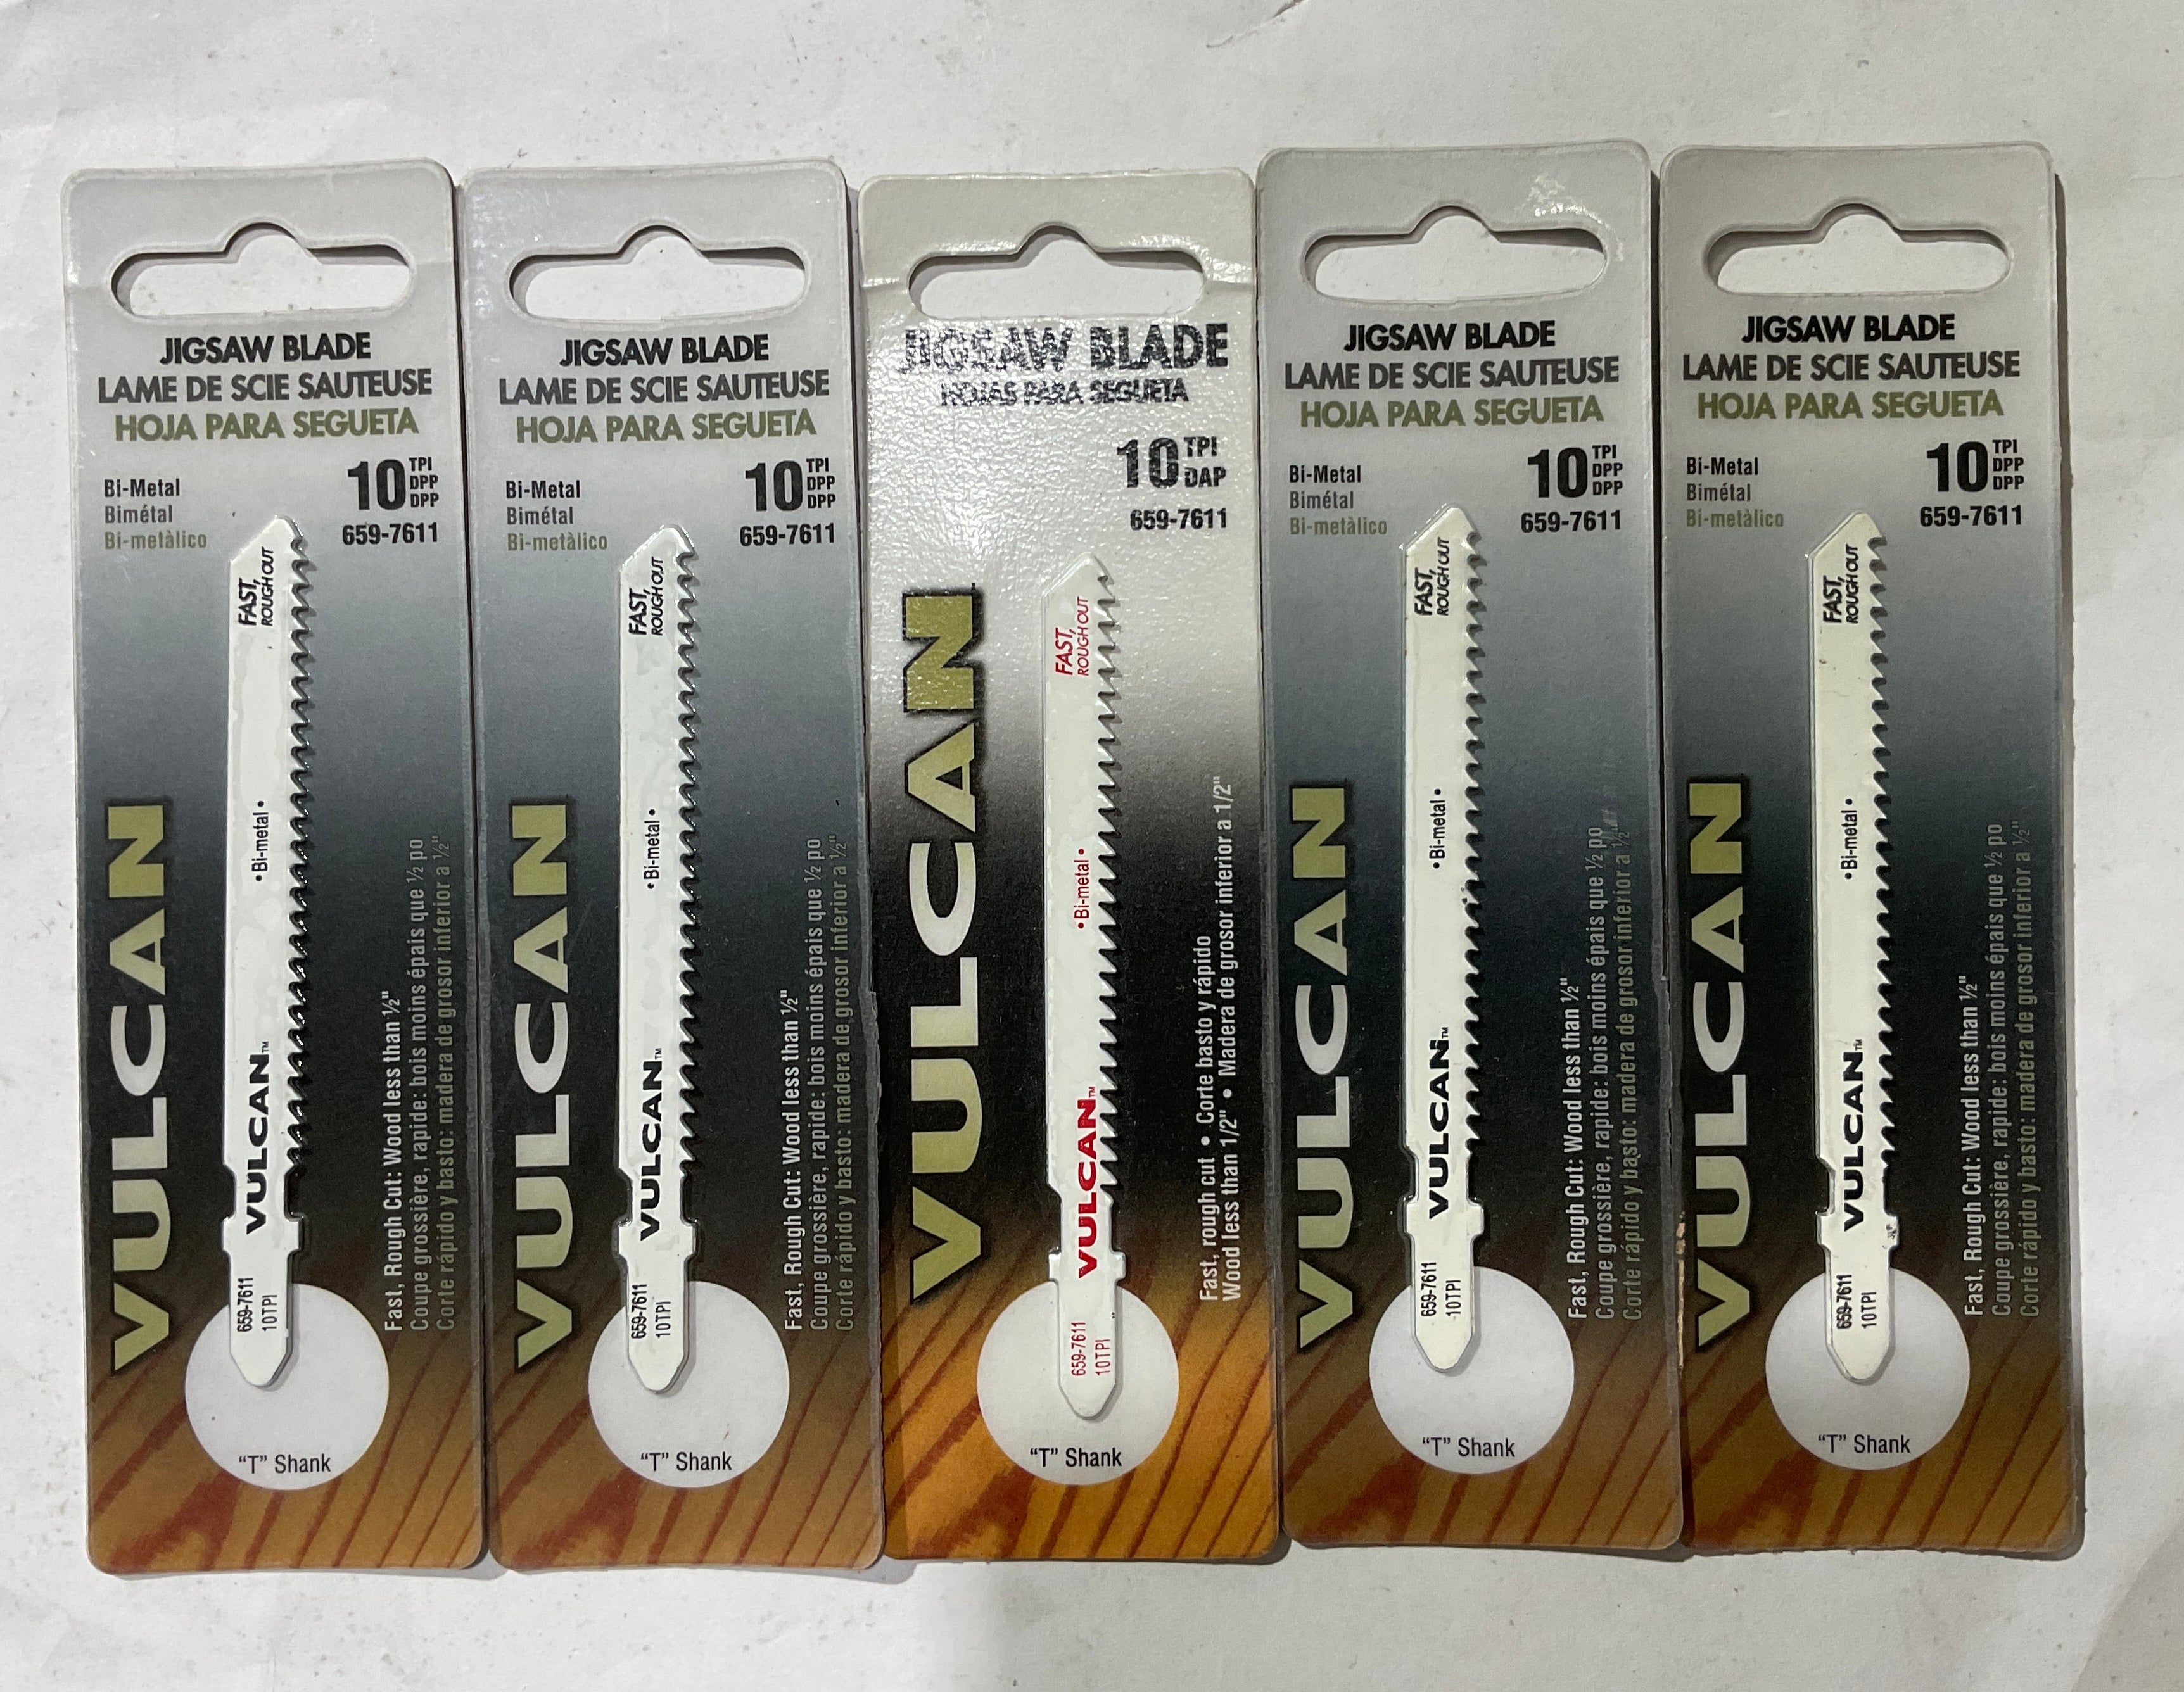 JIGSAW BLADE
LAME DE SCIE SAUTEUSE
HOJA PARA SEGUETA
Bi-Metal
Bimétal
Bi-metàlico
10 TPI
DPP
DPP
659-7611
VULCAN
FAST,
ROUGH OUT
•Bi-metal•
VULCAN™
659-7611
10TPI
Fast, Rough Cut: Wood less than ½"
Coupe grossière, rapide: bois moins épais que ½ po
Corte rápido y basto: madera de grosor inferior a ½"
"T" Shank
JIGSAW BLADE
LAME DE SCIE SAUTEUSE
HOJA PARA SEGUETA
Bi-Metal
Bimétal
Bi-metàlico
10 TPI
DPP
DPP
659-7611
VULCAN
FAST,
ROUGH OUT
•Bi-metal•
VULCAN™
659-7611
10TPI
Fast, Rough Cut: Wood less than ½"
Coupe grossière, rapide: bois moins épais que ½ po
Corte rápido y basto: madera de grosor inferior a ½"
"T" Shank
JIGSAW BLADE
HOJAS PARA SEGUETA
10 TPI
DAP
659-7611
VULCAN
FAST,
ROUGH OUT
•Bi-metal•
VULCAN™
659-7611
10TPI
Fast, rough cut • Corte basto y rápido
Wood less than 1/2" • Madera de grosor inferior a 1/2"
"T" Shank
JIGSAW BLADE
LAME DE SCIE SAUTEUSE
HOJA PARA SEGUETA
Bi-Metal
Bimétal
Bi-metàlico
10 TPI
DPP
DPP
659-7611
VULCAN
FAST,
ROUGH OUT
•Bi-metal•
VULCAN™
659-7611
10TPI
Fast, Rough Cut: Wood less than ½"
Coupe grossière, rapide: bois moins épais que ½ po
Corte rápido y basto: madera de grosor inferior a ½"
"T" Shank
JIGSAW BLADE
LAME DE SCIE SAUTEUSE
HOJA PARA SEGUETA
Bi-Metal
Bimétal
Bi-metàlico
10 TPI
DPP
DPP
659-7611
VULCAN
FAST,
ROUGH OUT
•Bi-metal•
VULCAN™
659-7611
10TPI
Fast, Rough Cut: Wood less than ½"
Coupe grossière, rapide: bois moins épais que ½ po
Corte rápido y basto: madera de grosor inferior a ½"
"T" Shank